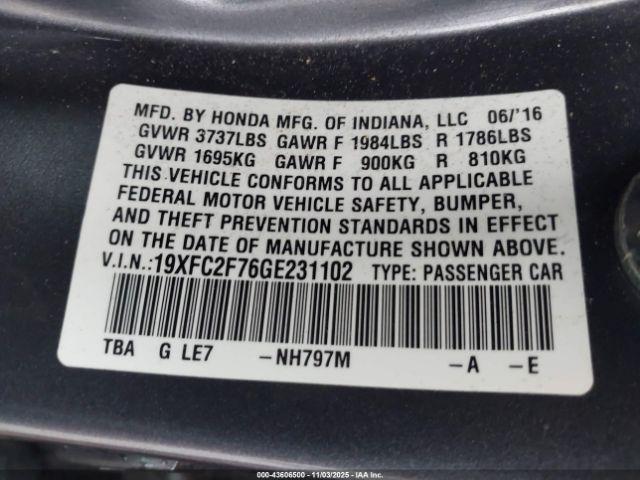 MFD. BY HONDA MFG. OF INDIANA, LLC 06/'16
GVWR 3737LBS GAWR F 1984LBS R 1786LBS
GVWR 1695KG GAWR F 900KG R 810KG
THIS VEHICLE CONFORMS TO ALL APPLICABLE
FEDERAL MOTOR VEHICLE SAFETY, BUMPER,
AND THEFT PREVENTION STANDARDS IN EFFECT
ON THE DATE OF MANUFACTURE SHOWN ABOVE.
V.I.N.:19XFC2F76GE231102 TYPE: PASSENGER CAR
TBA G LE7 -NH797M -A -E
000-43606500 - 11/03/2025 - IAAI.com